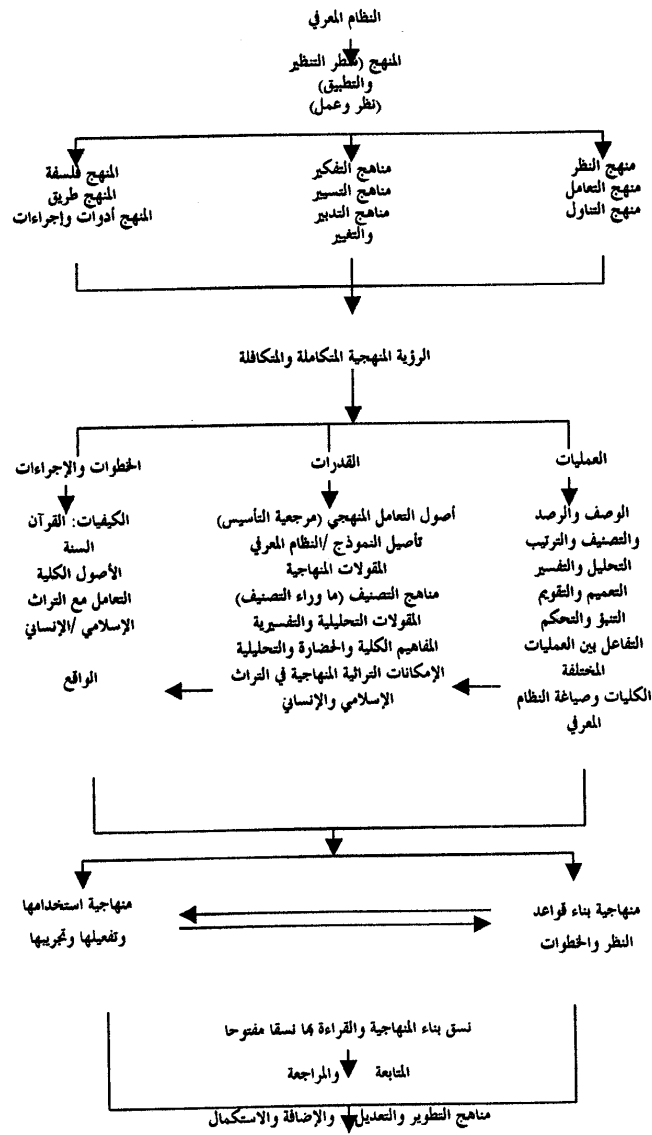 النظام المعرفي
المنهج (سطر التنظير
والتطبيق)
(نظر وعمل)
منهج النظر
منهج التعامل
منهج التناول
مناهج التفكير
مناهج التسيير
مناهج التدبير
والتغيير
المنهج فلسفة
المنهج طريق
المنهج أدوات وإجراءات
الرؤية المنهجية المتكاملة والمتكافلة
العمليات
القدرات
الخطوات والإجراءات
الوصف والرصد
والتصنيف والترتيب
التحليل والتفسير
التعميم والتقويم
التنبؤ والتحكم
التفاعل بين العمليات
المختلفة
الكليات وصياغة النظام
المعرفي
أصول التعامل المنهجي (مرجعية التأسيس)
تأصيل النموذج /النظام المعرفي
المقولات المنهاجية
مناهج التصنيف (ما وراء التصنيف)
المقولات التحليلية والتفسيرية
المفاهيم الكلية والحضارة والتحليلية
الإمكانات التراثية المنهاجية في التراث
الإسلامي والإنساني
الكيفيات: القرآن
السنة
الأصول الكلية
التعامل مع التراث
الإسلامي /الإنساني
الواقع
منهاجية بناء قواعد
النظر والخطوات
منهاجية استخدامها
وتفعيلها وتجريبها
نسق بناء المنهاجية والقراءة بها نسقا مفتوحا
المتابعة والمراجعة
مناهج التطوير والتعديل والإضافة والاستكمال